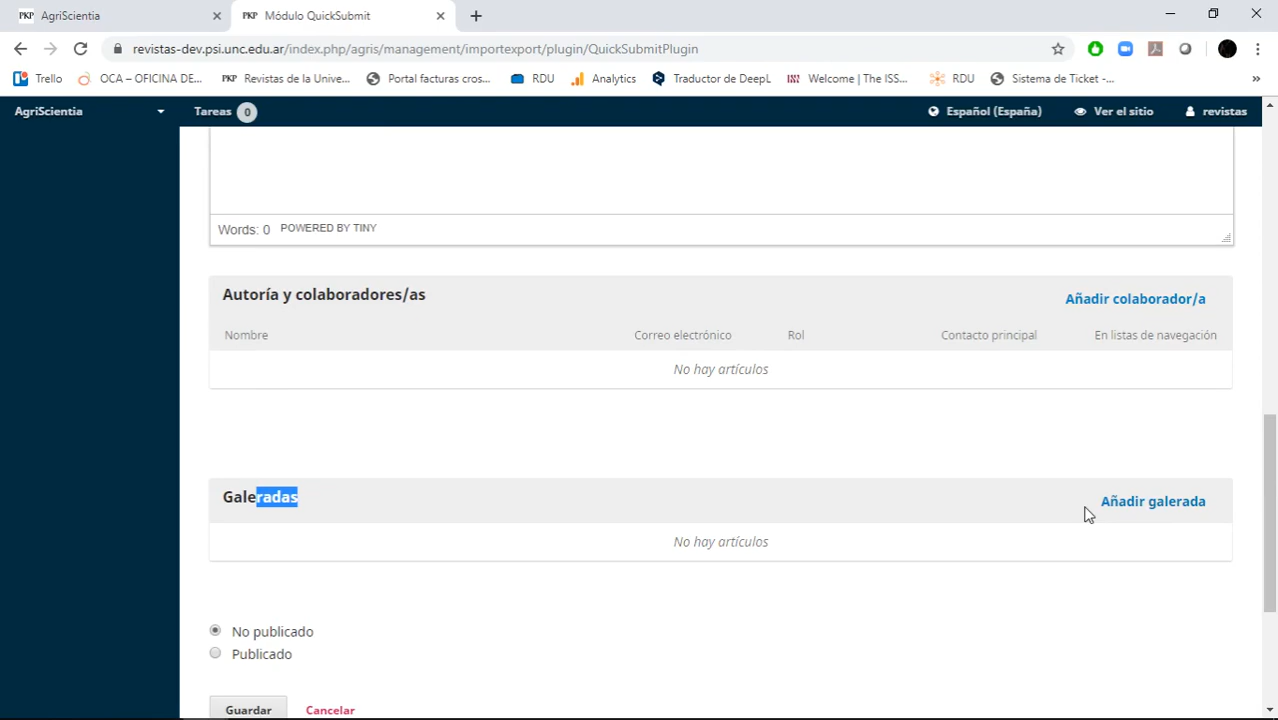 PKP AgriScientia
PKP Módulo QuickSubmit
revistas-dev.psi.unc.edu.ar/index.php/agris/management/importexport/plugin/QuickSubmitPlugin
Trello OCA – OFICINA DE... PKP Revistas de la Unive... Portal facturas cros... RDU Analytics Traductor de DeepL Welcome | The ISS... RDU Sistema de Ticket -... »
AgriScientia Tareas 0 Español (España) Ver el sitio revistas
Words: 0 POWERED BY TINY
Autoría y colaboradores/as Añadir colaborador/a
Nombre Correo electrónico Rol Contacto principal En listas de navegación
No hay artículos
Galeradas Añadir galerada
No hay artículos
No publicado
Publicado
Guardar Cancelar